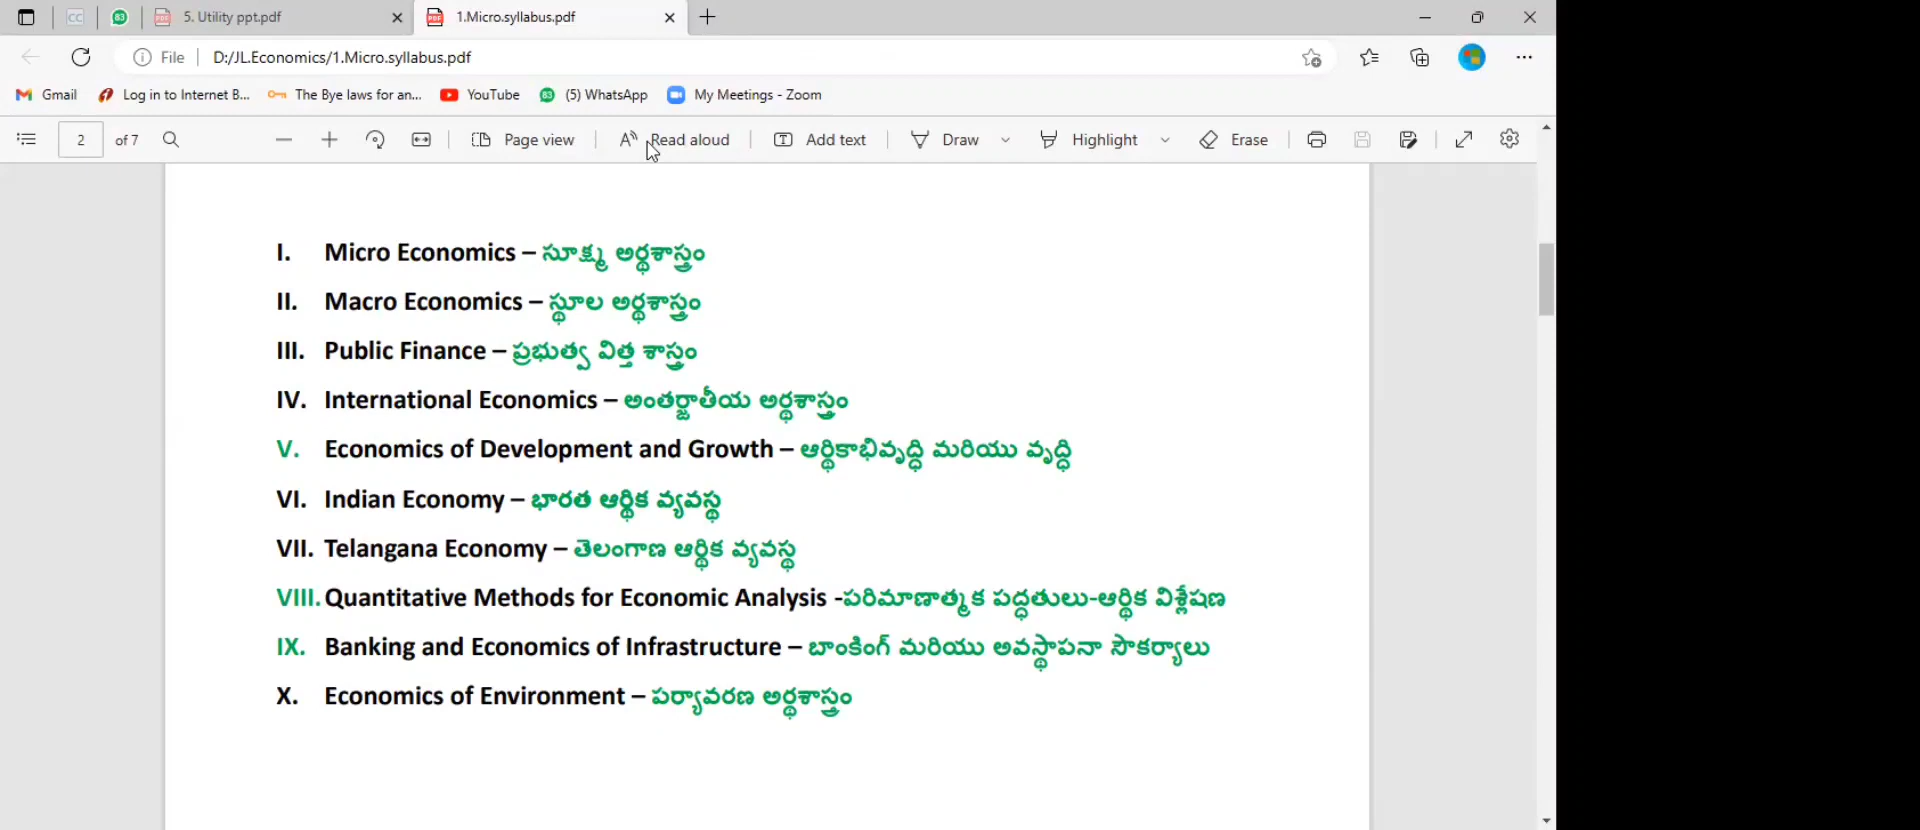 5. Utility ppt.pdf
1.Micro.syllabus.pdf
File
D:/JL.Economics/1.Micro.syllabus.pdf
Gmail
Log in to Internet B...
The Bye laws for an...
YouTube
(5) WhatsApp
My Meetings - Zoom
2 of 7
Page view
Read aloud
Add text
Draw
Highlight
Erase
I. Micro Economics – సూక్ష్మ అర్థశాస్త్రం
II. Macro Economics – స్థూల అర్థశాస్త్రం
III. Public Finance – ప్రభుత్వ విత్త శాస్త్రం
IV. International Economics – అంతర్జాతీయ అర్థశాస్త్రం
V. Economics of Development and Growth – ఆర్థికాభివృద్ధి మరియు వృద్ధి
VI. Indian Economy – భారత ఆర్థిక వ్యవస్థ
VII. Telangana Economy – తెలంగాణ ఆర్థిక వ్యవస్థ
VIII. Quantitative Methods for Economic Analysis -పరిమాణాత్మక పద్ధతులు-ఆర్థిక విశ్లేషణ
IX. Banking and Economics of Infrastructure – బాంకింగ్ మరియు అవస్థాపనా సౌకర్యాలు
X. Economics of Environment – పర్యావరణ అర్థశాస్త్రం